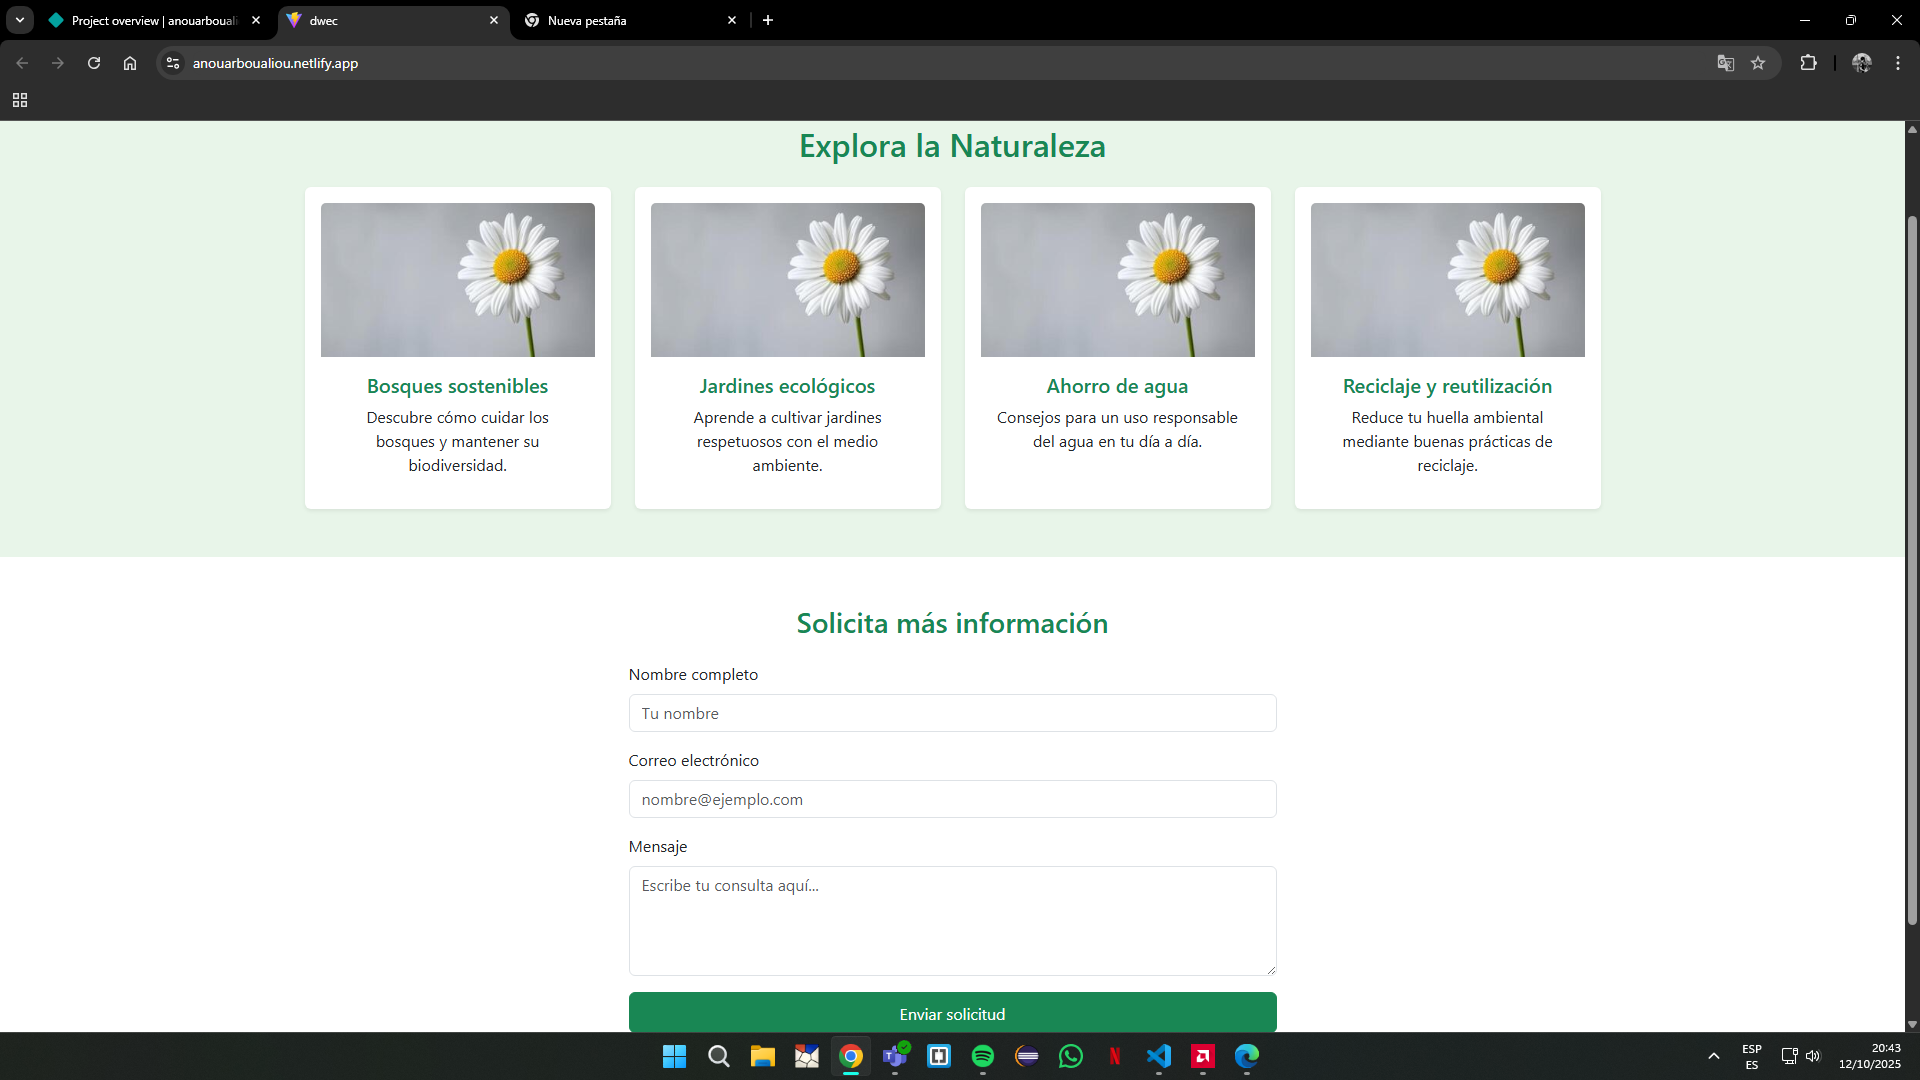 Project overview | anouarbouali
dwec
Nueva pestaña
anouarboualiou.netlify.app
Explora la Naturaleza
Bosques sostenibles
Descubre cómo cuidar los
bosques y mantener su
biodiversidad.
Jardines ecológicos
Aprende a cultivar jardines
respetuosos con el medio
ambiente.
Ahorro de agua
Consejos para un uso responsable
del agua en tu día a día.
Reciclaje y reutilización
Reduce tu huella ambiental
mediante buenas prácticas de
reciclaje.
Solicita más información
Nombre completo
Tu nombre
Correo electrónico
nombre@ejemplo.com
Mensaje
Escribe tu consulta aquí...
Enviar solicitud
ESP
ES
20:43
12/10/2025